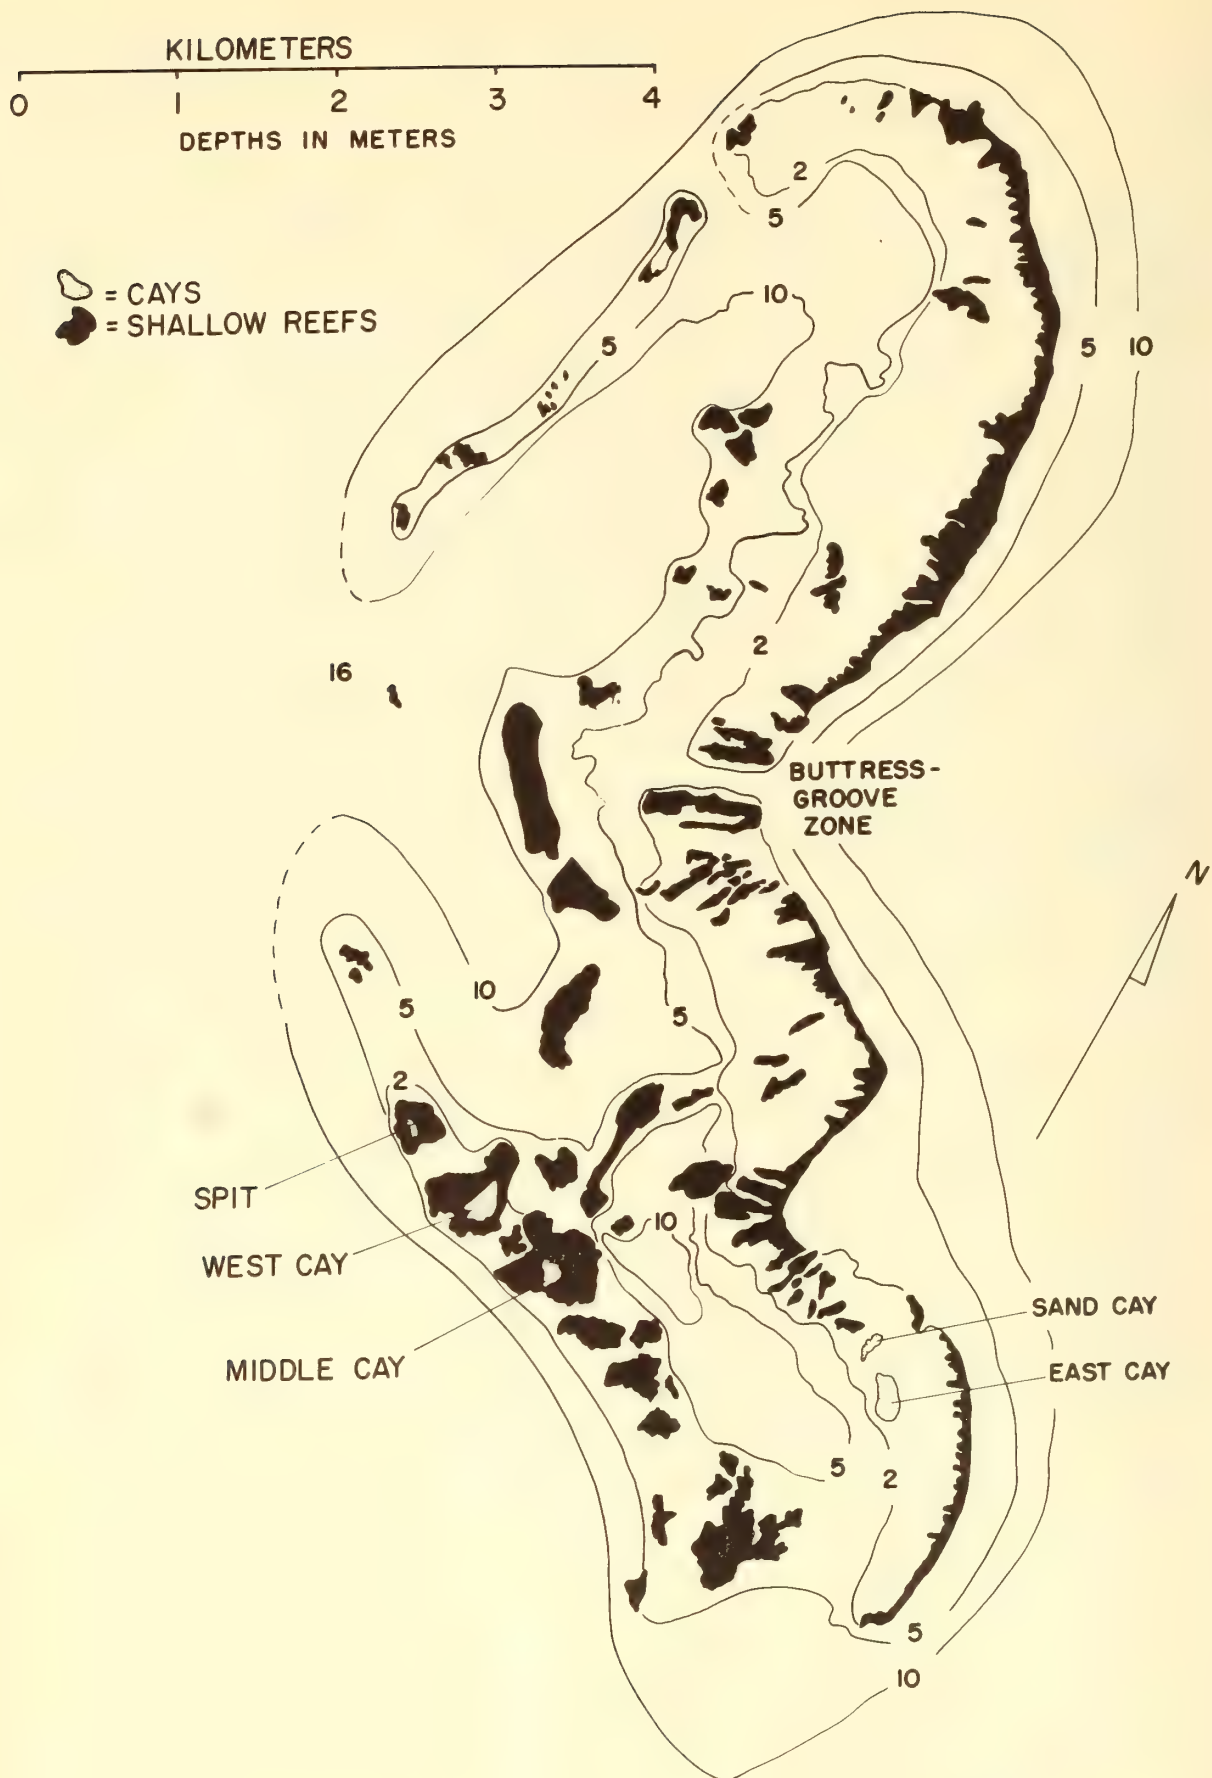 KILOMETERS
0 1 2 3 4
DEPTHS IN METERS
= CAYS
= SHALLOW REEFS
2
5
10
5
5 10
16
2
BUTTRESS-
GROOVE
ZONE
N
10
5
5
2
SPIT
10
WEST CAY
SAND CAY
MIDDLE CAY
EAST CAY
5
2
5
10